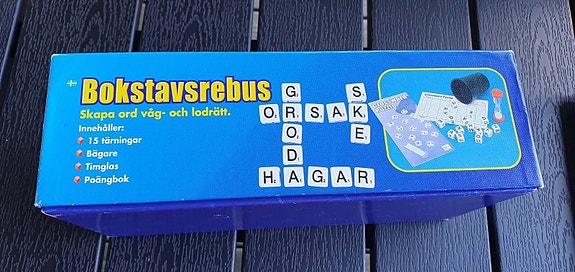 Bokstavsrebus
Skapa ord våg- och lodrätt.
Innehåller:
15 tärningar
Bägare
Timglas
Poängbok
G S
ORSAK
O E
D
HAGAR